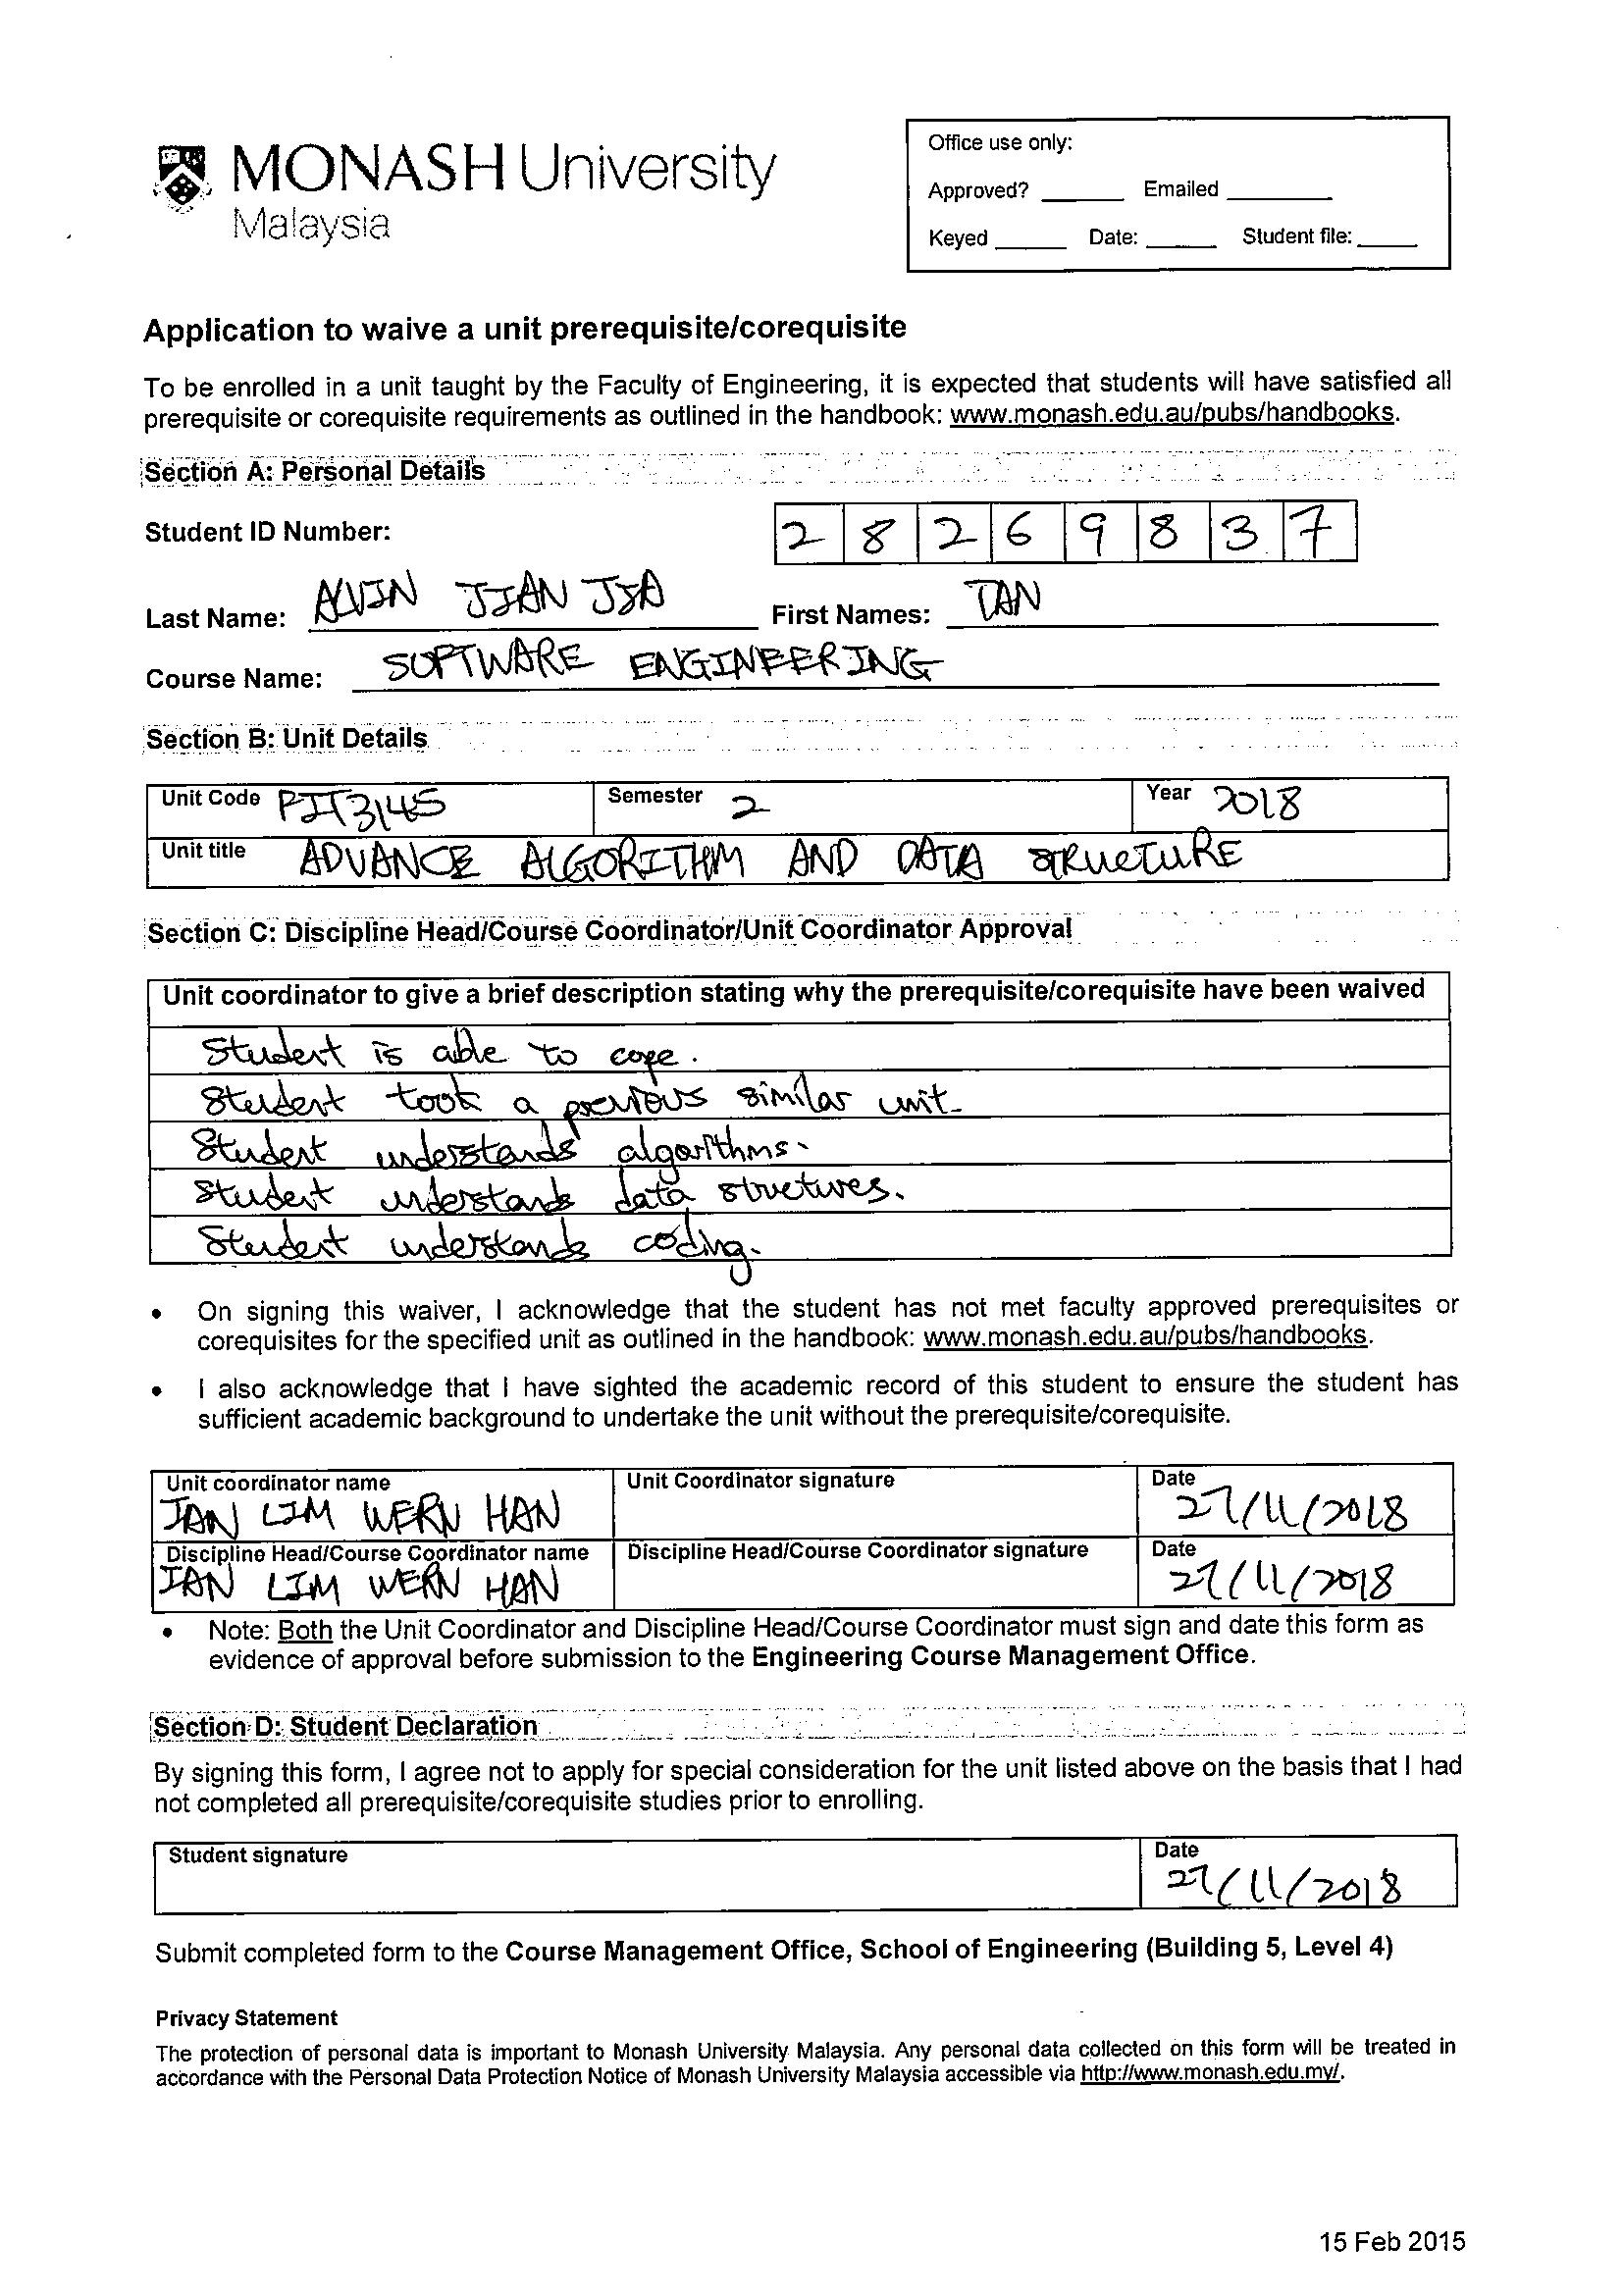 MONASH University
Malaysia
Office use only:
Approved? ______ Emailed ______
Keyed ______ Date: ______ Student file: ______
Application to waive a unit prerequisite/corequisite
To be enrolled in a unit taught by the Faculty of Engineering, it is expected that students will have satisfied all
prerequisite or corequisite requirements as outlined in the handbook: www.monash.edu.au/pubs/handbooks.
Section A: Personal Details
Student ID Number: 2 8 2 6 9 8 3 7
Last Name: ALVIN JIAN JIA First Names: TAN
Course Name: SOFTWARE ENGINEERING
Section B: Unit Details
Unit Code FIT3145 Semester 2 Year 2018
Unit title ADVANCE ALGORITHM AND DATA STRUCTURE
Section C: Discipline Head/Course Coordinator/Unit Coordinator Approval
Unit coordinator to give a brief description stating why the prerequisite/corequisite have been waived
Student is able to cope.
Student took a previous similar unit.
Student understands algorithms.
Student understands data structures.
Student understands coding.
• On signing this waiver, I acknowledge that the student has not met faculty approved prerequisites or
corequisites for the specified unit as outlined in the handbook: www.monash.edu.au/pubs/handbooks.
• I also acknowledge that I have sighted the academic record of this student to ensure the student has
sufficient academic background to undertake the unit without the prerequisite/corequisite.
Unit coordinator name Unit Coordinator signature Date
IAN LIM WERN HAN 27/11/2018
Discipline Head/Course Coordinator name Discipline Head/Course Coordinator signature Date
IAN LIM WERN HAN 27/11/2018
• Note: Both the Unit Coordinator and Discipline Head/Course Coordinator must sign and date this form as
evidence of approval before submission to the Engineering Course Management Office.
Section D: Student Declaration
By signing this form, I agree not to apply for special consideration for the unit listed above on the basis that I had
not completed all prerequisite/corequisite studies prior to enrolling.
Student signature Date
27/11/2018
Submit completed form to the Course Management Office, School of Engineering (Building 5, Level 4)
Privacy Statement
The protection of personal data is important to Monash University Malaysia. Any personal data collected on this form will be treated in
accordance with the Personal Data Protection Notice of Monash University Malaysia accessible via http://www.monash.edu.my/.
15 Feb 2015